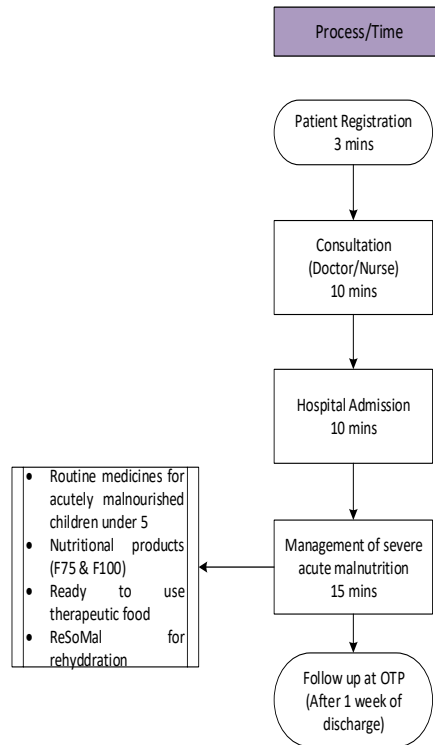 Process/Time
Patient Registration
3 mins
Consultation
(Doctor/Nurse)
10 mins
Hospital Admission
10 mins
• Routine medicines for
acutely malnourished
children under 5
• Nutritional products
(F75 & F100)
• Ready to use
therapeutic food
• ReSoMal for
rehyddration
Management of severe
acute malnutrition
15 mins
Follow up at OTP
(After 1 week of
discharge)